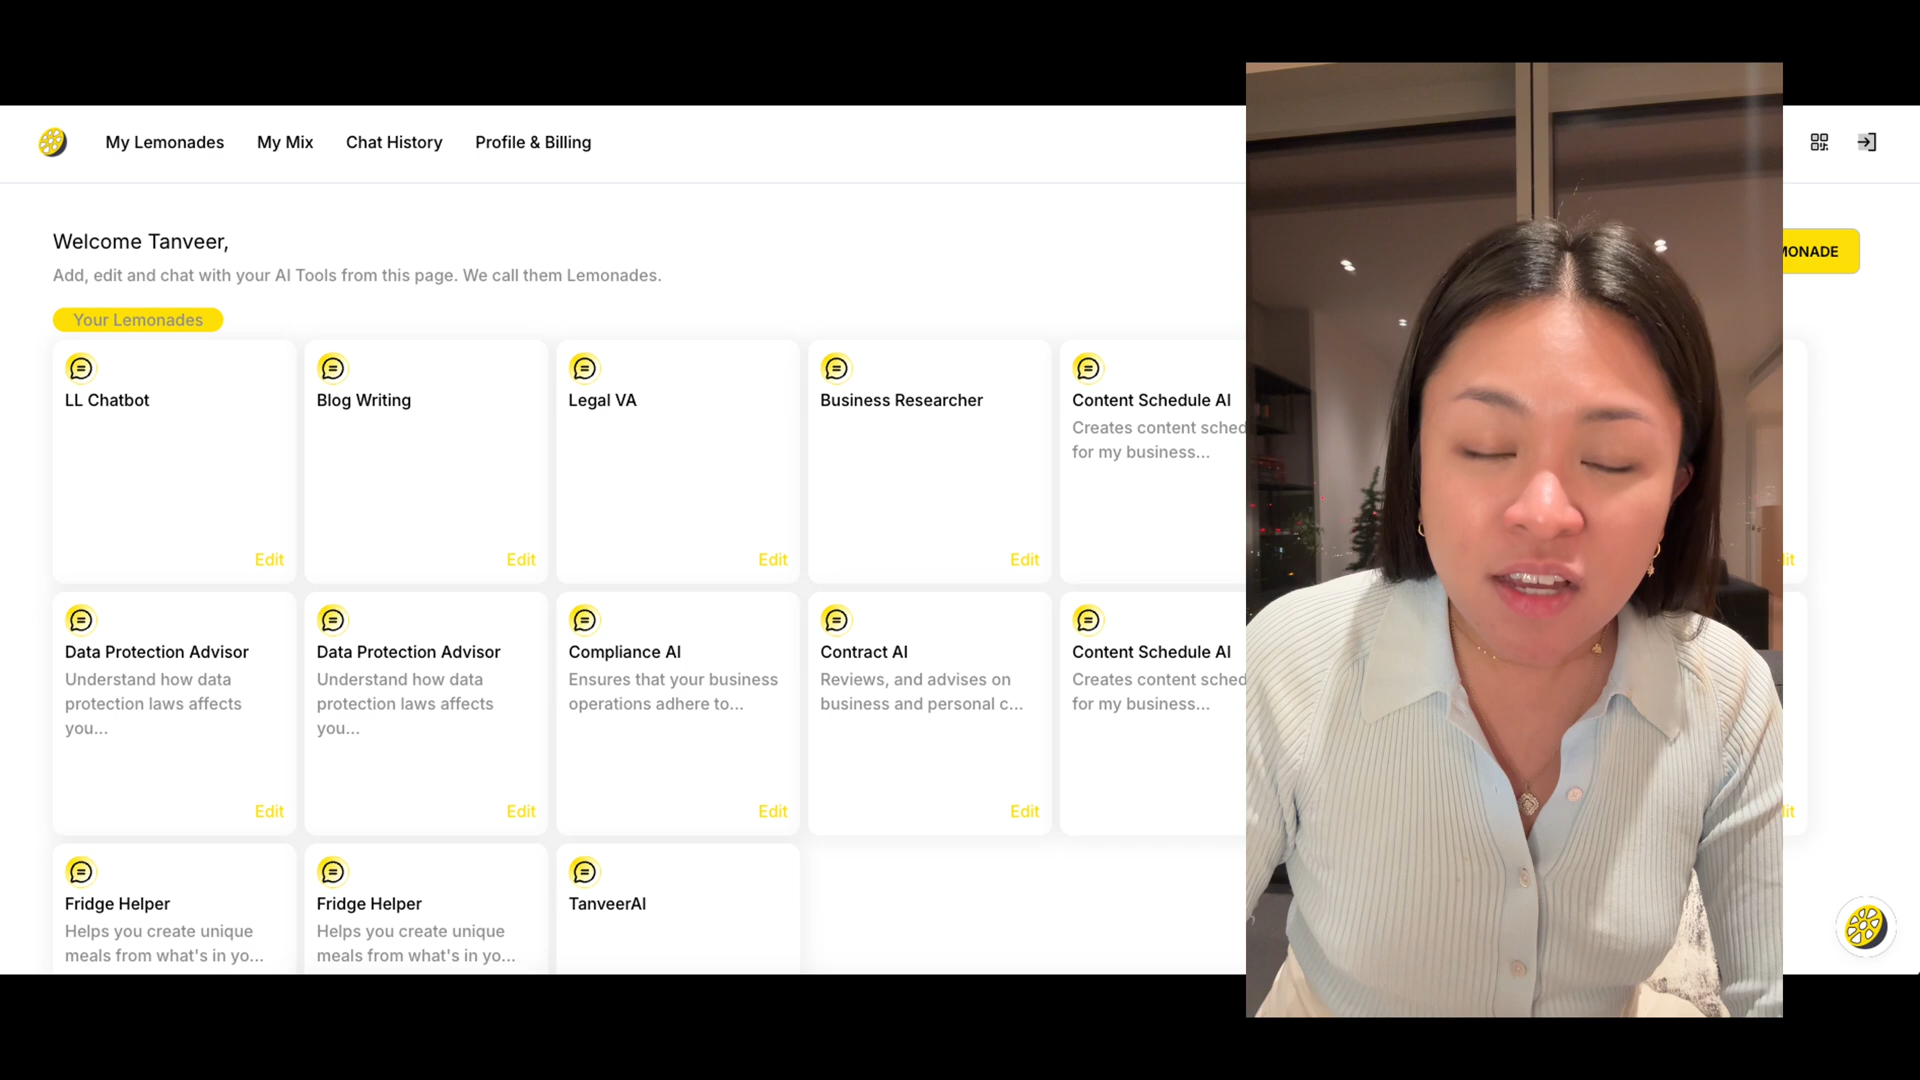 My Lemonades My Mix Chat History Profile & Billing
Welcome Tanveer,
Add, edit and chat with your AI Tools from this page. We call them Lemonades.
MONADE
Your Lemonades
LL Chatbot
Edit
Blog Writing
Edit
Legal VA
Edit
Business Researcher
Edit
Content Schedule AI
Creates content sched
for my business...
it
Data Protection Advisor
Understand how data
protection laws affects
you...
Edit
Data Protection Advisor
Understand how data
protection laws affects
you...
Edit
Compliance AI
Ensures that your business
operations adhere to...
Edit
Contract AI
Reviews, and advises on
business and personal c...
Edit
Content Schedule AI
Creates content sched
for my business...
it
Fridge Helper
Helps you create unique
meals from what's in yo...
Fridge Helper
Helps you create unique
meals from what's in yo...
TanveerAI